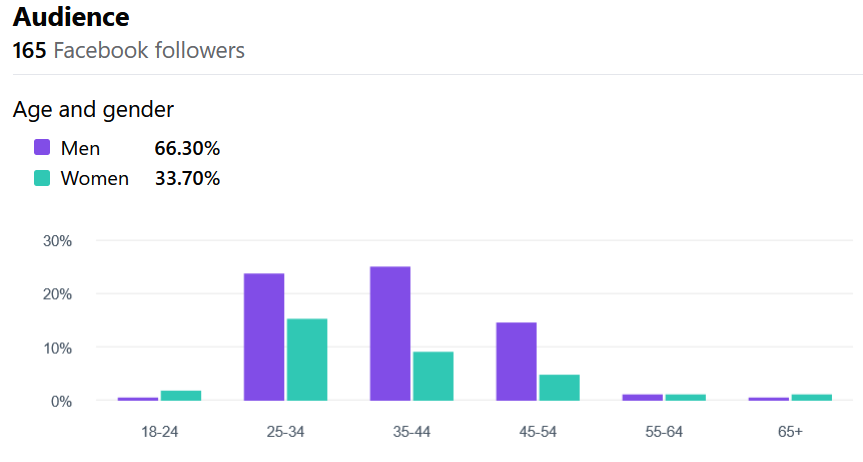 Audience
165 Facebook followers
Age and gender
Men 66.30%
Women 33.70%
30%
20%
10%
0%
18-24 25-34 35-44 45-54 55-64 65+